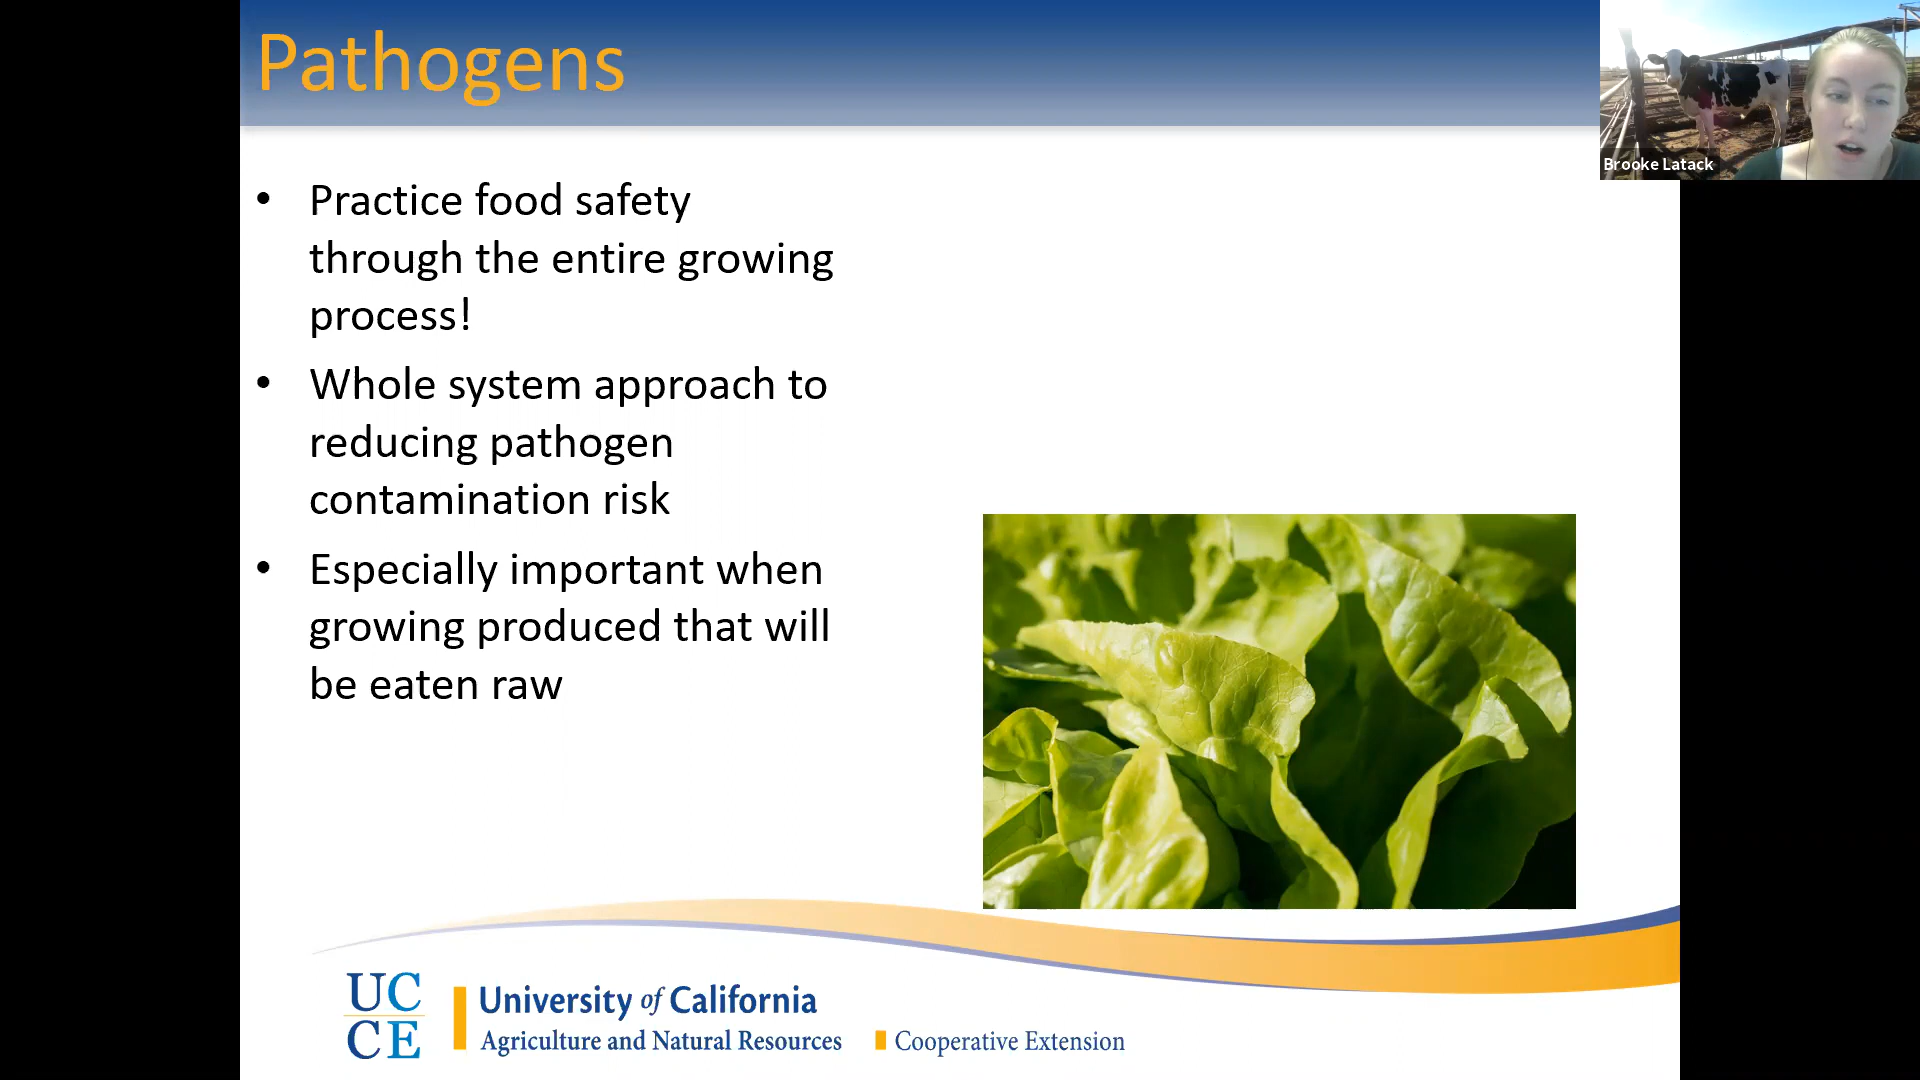 Pathogens
Brooke Latack
• Practice food safety
through the entire growing
process!
• Whole system approach to
reducing pathogen
contamination risk
• Especially important when
growing produced that will
be eaten raw
UC
CE
University of California
Agriculture and Natural Resources
Cooperative Extension